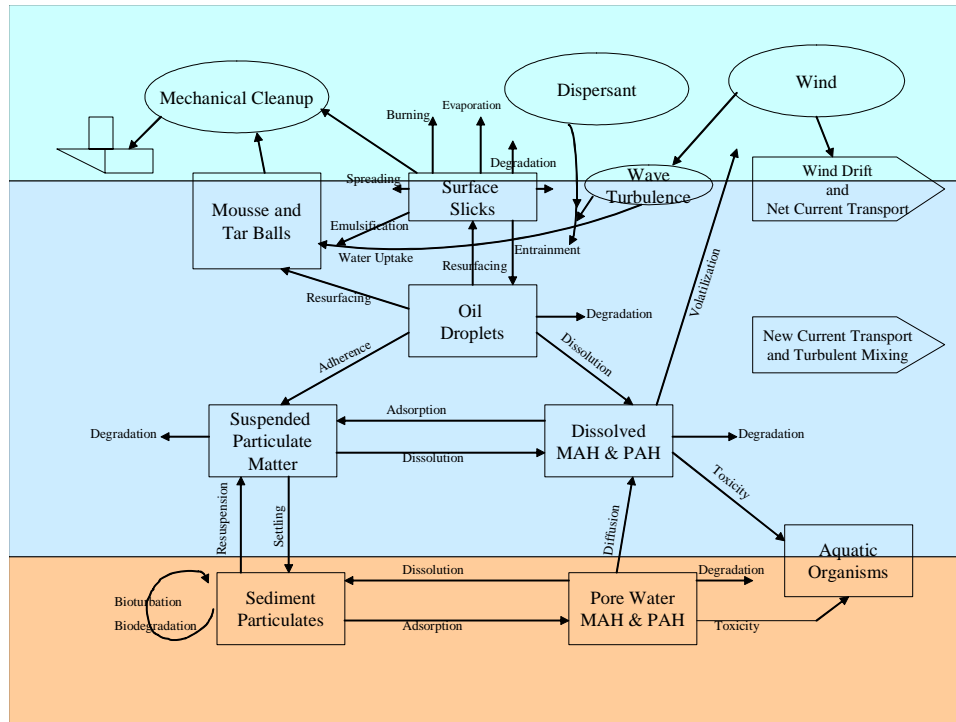 Mechanical Cleanup
Dispersant
Wind
Burning
Evaporation
Degradation
Spreading
Surface
Slicks
Wave
Turbulence
Wind Drift
and
Net Current Transport
Mousse and
Tar Balls
Emulsification
Water Uptake
Entrainment
Resurfacing
Resurfacing
Oil
Droplets
Degradation
Volatilization
New Current Transport
and Turbulent Mixing
Adherence
Dissolution
Suspended
Particulate
Matter
Adsorption
Dissolution
Dissolved
MAH & PAH
Degradation
Degradation
Toxicity
Resuspension
Settling
Diffusion
Aquatic
Organisms
Bioturbation
Biodegradation
Sediment
Particulates
Dissolution
Adsorption
Pore Water
MAH & PAH
Degradation
Toxicity